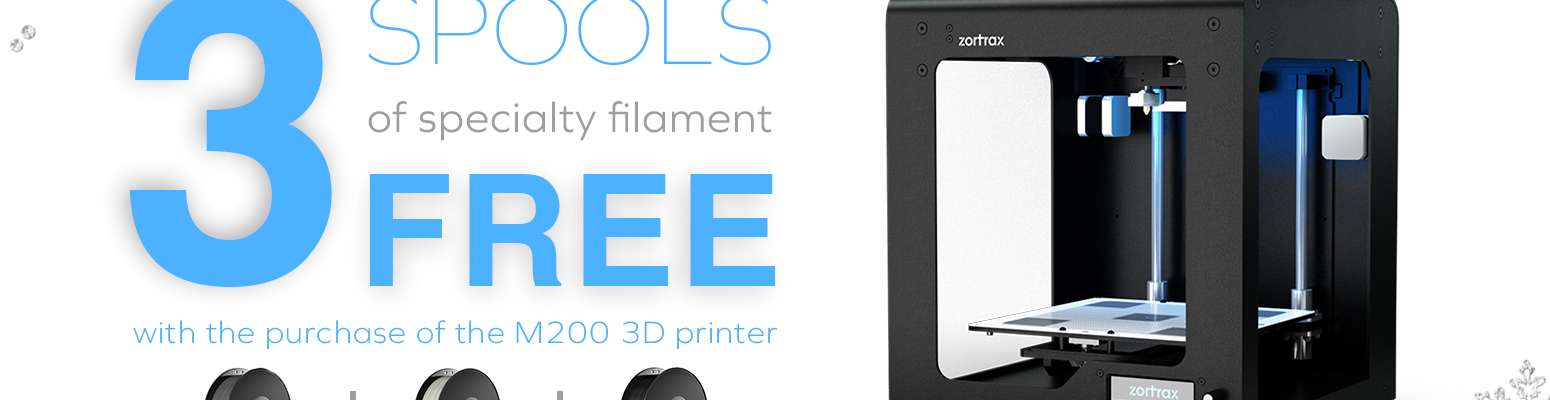 3 SPOOLS
of specialty filament
FREE
with the purchase of the M200 3D printer
zortrax
zortrax